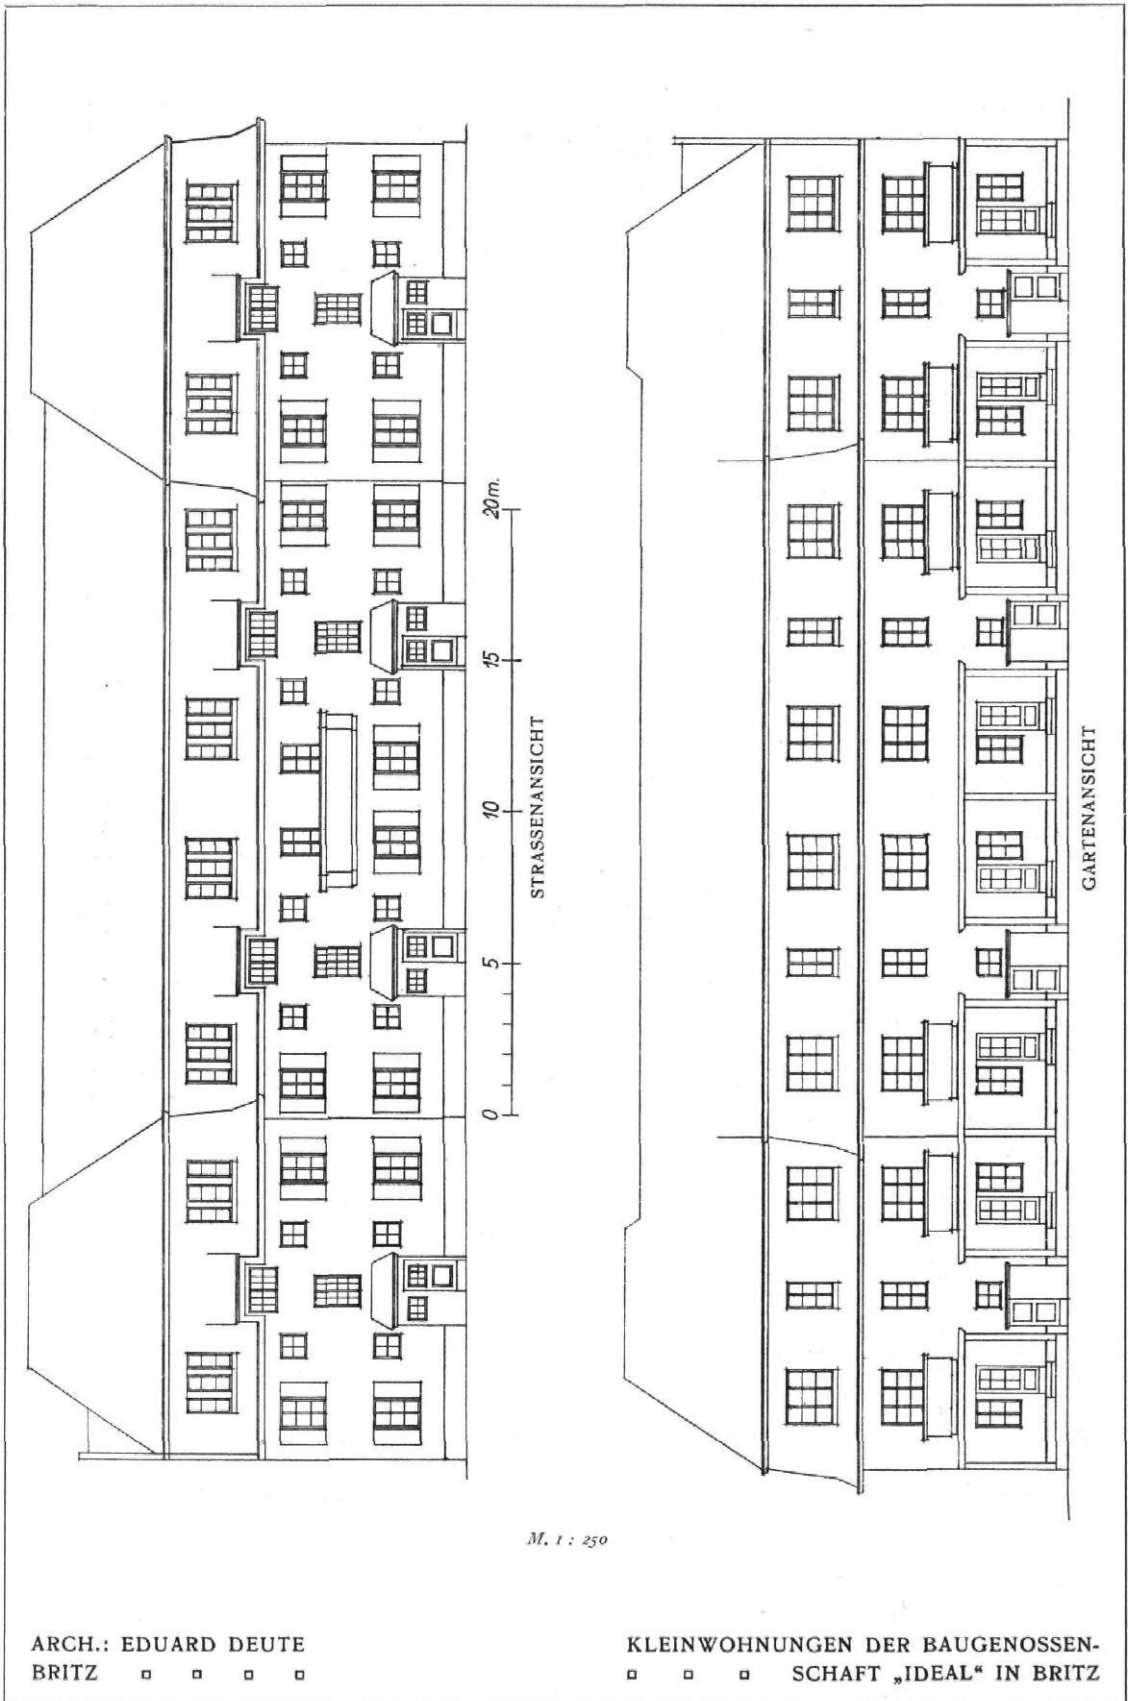 20m.
15
10
5
0
STRASSENANSICHT
GARTENANSICHT
M. 1 : 250
ARCH.: EDUARD DEUTE
BRITZ
KLEINWOHNUNGEN DER BAUGENOSSEN-
SCHAFT „IDEAL“ IN BRITZ